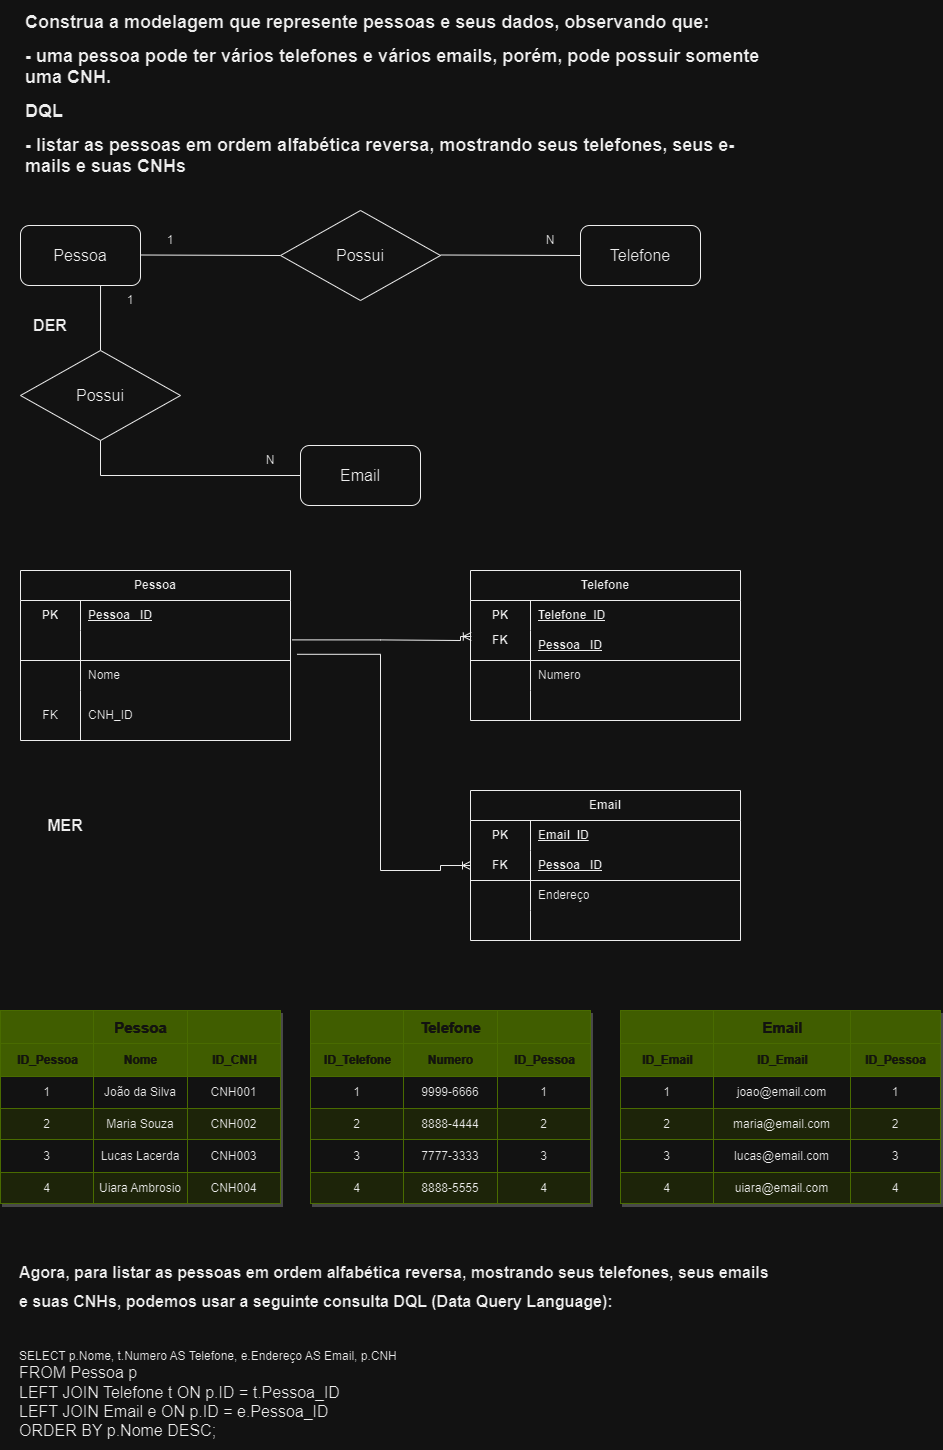 Construa a modelagem que represente pessoas e seus dados, observando que:
- uma pessoa pode ter vários telefones e vários emails, porém, pode possuir somente
uma CNH.
DQL
- listar as pessoas em ordem alfabética reversa, mostrando seus telefones, seus e-
mails e suas CNHs
Pessoa
1
Possui
N
Telefone
1
DER
Possui
N
Email
Pessoa
PK Pessoa_ID
Nome
FK CNH_ID
Telefone
PK Telefone_ID
FK Pessoa_ID
Numero
MER
Email
PK Email_ID
FK Pessoa_ID
Endereço
Pessoa
ID_Pessoa Nome ID_CNH
1 João da Silva CNH001
2 Maria Souza CNH002
3 Lucas Lacerda CNH003
4 Uiara Ambrosio CNH004
Telefone
ID_Telefone Numero ID_Pessoa
1 9999-6666 1
2 8888-4444 2
3 7777-3333 3
4 8888-5555 4
Email
ID_Email ID_Email ID_Pessoa
1 joao@email.com 1
2 maria@email.com 2
3 lucas@email.com 3
4 uiara@email.com 4
Agora, para listar as pessoas em ordem alfabética reversa, mostrando seus telefones, seus emails
e suas CNHs, podemos usar a seguinte consulta DQL (Data Query Language):
SELECT p.Nome, t.Numero AS Telefone, e.Endereço AS Email, p.CNH
FROM Pessoa p
LEFT JOIN Telefone t ON p.ID = t.Pessoa_ID
LEFT JOIN Email e ON p.ID = e.Pessoa_ID
ORDER BY p.Nome DESC;